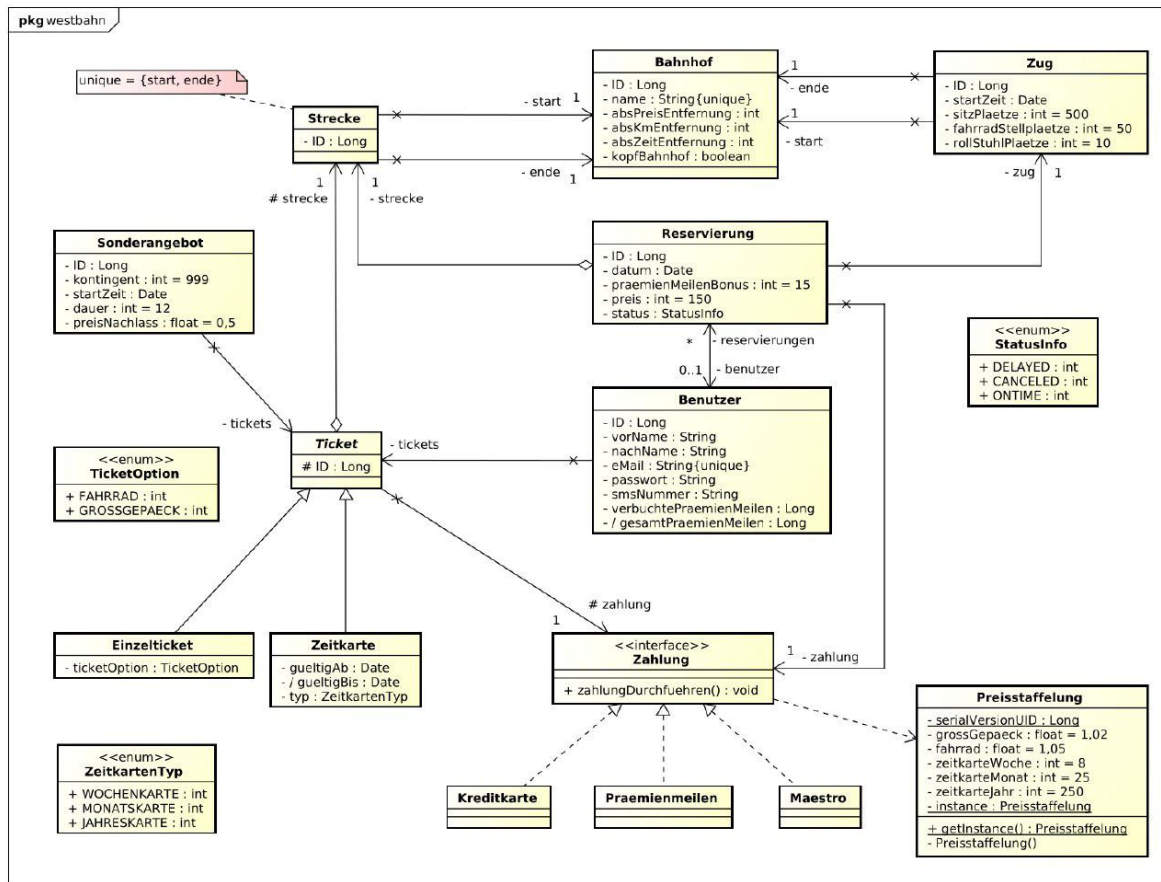 pkg westbahn
unique = {start, ende}
Strecke
- ID : Long
- start
1
- ende
1
Bahnhof
- ID : Long
- name : String{unique}
- absPreisEntfernung : int
- absKmEntfernung : int
- absZeitEntfernung : int
- kopfBahnhof : boolean
1
- ende
1
- start
Zug
- ID : Long
- startZeit : Date
- sitzPlaetze : int = 500
- fahrradStellplaetze : int = 50
- rollStuhlPlaetze : int = 10
- zug
1
1
# strecke
1
- strecke
Sonderangebot
- ID : Long
- kontingent : int = 999
- startZeit : Date
- dauer : int = 12
- preisNachlass : float = 0,5
Reservierung
- ID : Long
- datum : Date
- praemienMeilenBonus : int = 15
- preis : int = 150
- status : StatusInfo
<<enum>>
StatusInfo
+ DELAYED : int
+ CANCELED : int
+ ONTIME : int
*
- reservierungen
0..1
- benutzer
Benutzer
- ID : Long
- vorName : String
- nachName : String
- eMail : String{unique}
- passwort : String
- smsNummer : String
- verbuchtePraemienMeilen : Long
- / gesamtPraemienMeilen : Long
- tickets
Ticket
# ID : Long
- tickets
<<enum>>
TicketOption
+ FAHRRAD : int
+ GROSSGEPAECK : int
# zahlung
1
Einzelticket
- ticketOption : TicketOption
Zeitkarte
- gueltigAb : Date
- / gueltigBis : Date
- typ : ZeitkartenTyp
<<interface>>
Zahlung
+ zahlungDurchfuehren() : void
1
- zahlung
Preisstaffelung
- serialVersionUID : Long
- grossGepaeck : float = 1,02
- fahrrad : float = 1,05
- zeitkarteWoche : int = 8
- zeitkarteMonat : int = 25
- zeitkarteJahr : int = 250
- instance : Preisstaffelung
+ getInstance() : Preisstaffelung
- Preisstaffelung()
<<enum>>
ZeitkartenTyp
+ WOCHENKARTE : int
+ MONATSKARTE : int
+ JAHRESKARTE : int
Kreditkarte
Praemienmeilen
Maestro